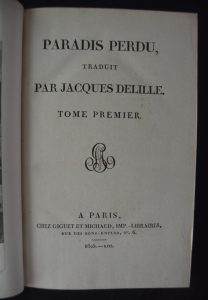 PARADIS PERDU,
TRADUIT
PAR JACQUES DELILLE.
TOME PREMIER.
A PARIS,
CHEZ GIGUET ET MICHAUD, IMP.-LIBRAIRES,
RUE DES BONS-ENFANS, N°. 6.